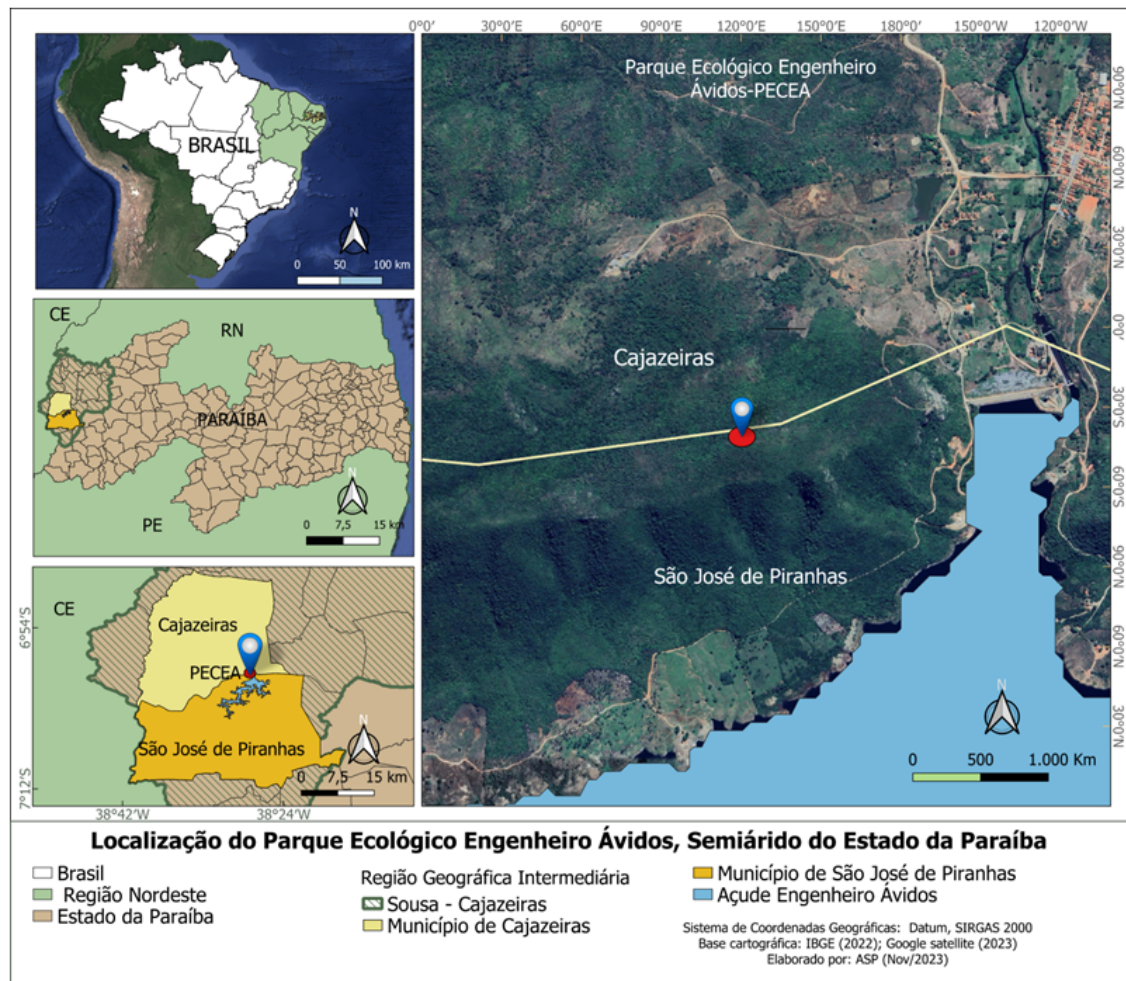 0°0'    30°0'E    60°0'E    90°0'E    120°0'E    150°0'E    180°0'    150°0'W    120°0'W
BRASIL
N
0    50    100 km
CE
RN
PARAÍBA
PE
N
0    7,5    15 km
CE
Cajazeiras
PECEA
São José de Piranhas
N
0    7,5    15 km
6°54'S
7°12'S
38°42'W    38°24'W
Parque Ecológico Engenheiro
Ávidos-PECEA
Cajazeiras
São José de Piranhas
90°0'N
60°0'N
30°0'N
0°0'
30°0'S
60°0'S
90°0'N
60°0'N
30°0'N
N
0    500    1.000 Km
Localização do Parque Ecológico Engenheiro Ávidos, Semiárido do Estado da Paraíba
Brasil
Região Nordeste
Estado da Paraíba
Região Geográfica Intermediária
Sousa - Cajazeiras
Município de Cajazeiras
Município de São José de Piranhas
Açude Engenheiro Ávidos
Sistema de Coordenadas Geográficas: Datum, SIRGAS 2000
Base cartográfica: IBGE (2022); Google satellite (2023)
Elaborado por: ASP (Nov/2023)